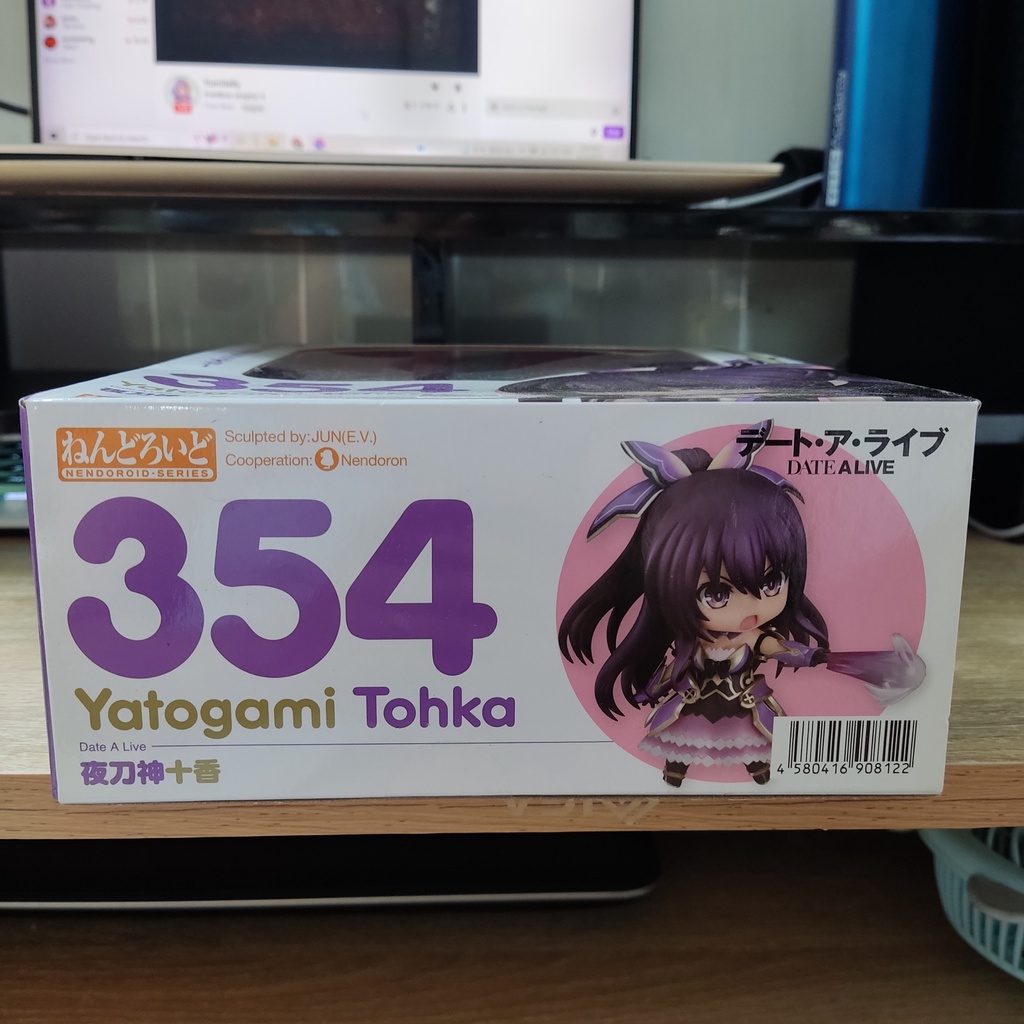 ねんどろいど
NENDOROID・SERIES
Sculpted by:JUN(E.V.)
Cooperation: Nendoron
354
Yatogami Tohka
Date A Live
夜刀神十香
デート・ア・ライブ
DATE A LIVE
4 580416 908122
354